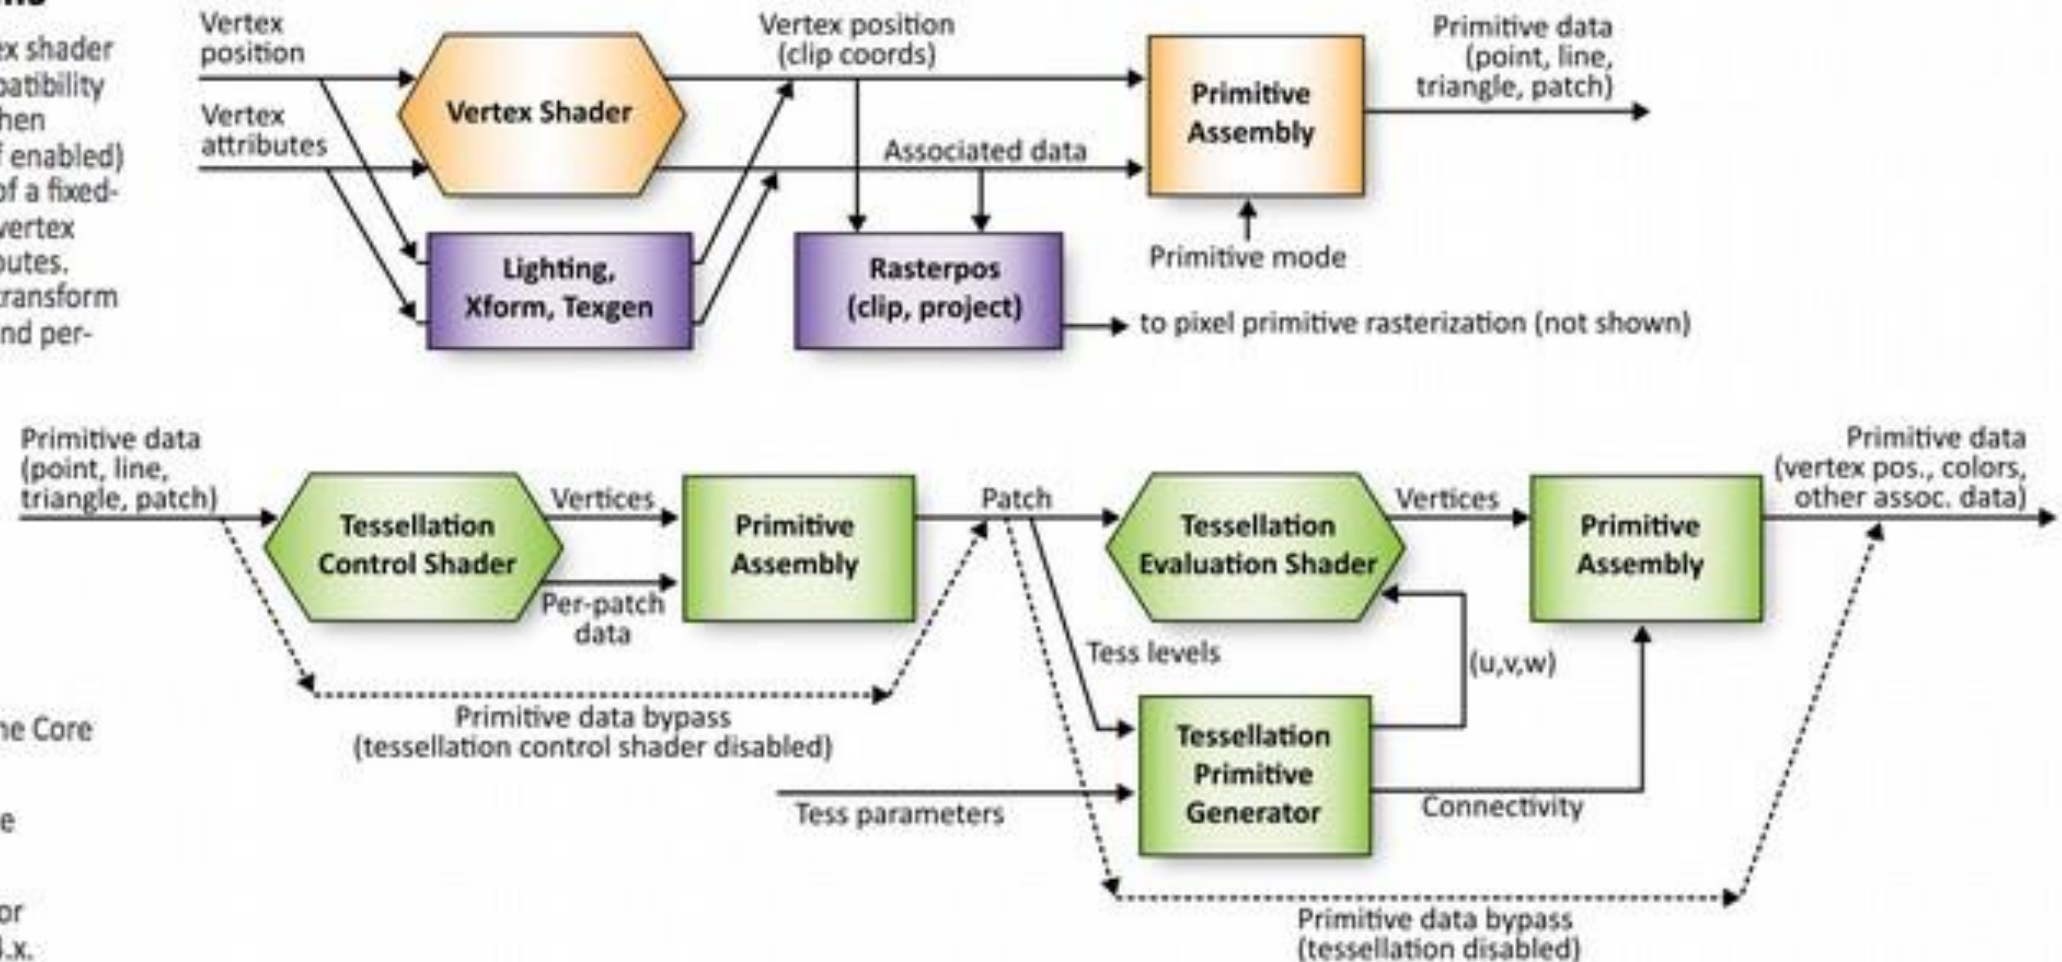 ex shader
patibility
hen
f enabled)
of a fixed-
vertex
butes.
transform
nd per-
Vertex
position
Vertex
attributes
Vertex Shader
Lighting,
Xform, Texgen
Vertex position
(clip coords)
Associated data
Rasterpos
(clip, project)
Primitive
Assembly
Primitive mode
to pixel primitive rasterization (not shown)
Primitive data
(point, line,
triangle, patch)
Primitive data
(point, line,
triangle, patch)
Tessellation
Control Shader
Vertices
Per-patch
data
Primitive
Assembly
Primitive data bypass
(tessellation control shader disabled)
Patch
Tessellation
Evaluation Shader
Tess levels
(u,v,w)
Tess parameters
Tessellation
Primitive
Generator
Connectivity
Vertices
Primitive
Assembly
Primitive data
(vertex pos., colors,
other assoc. data)
Primitive data bypass
(tessellation disabled)
ne Core
e
or
4.x.